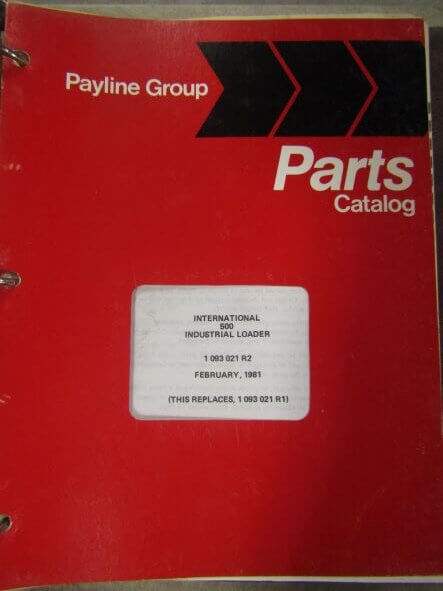 Payline Group
Parts
Catalog
INTERNATIONAL
500
INDUSTRIAL LOADER
1 093 021 R2
FEBRUARY, 1981
(THIS REPLACES, 1 093 021 R1)